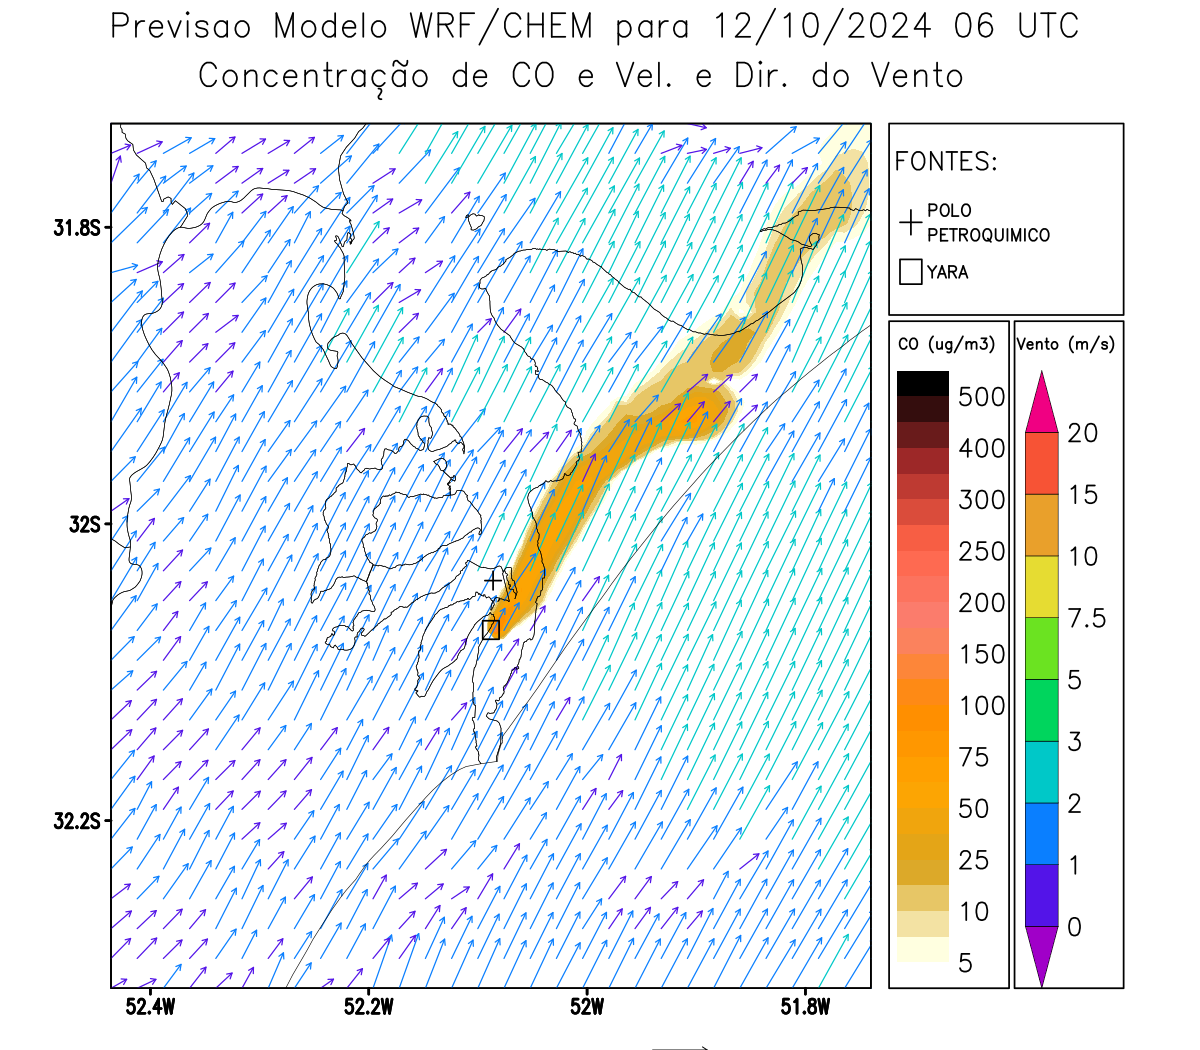 Previsao Modelo WRF/CHEM para 12/10/2024 06 UTC
Concentração de CO e Vel. e Dir. do Vento
FONTES:
POLO
PETROQUIMICO
YARA
CO (ug/m3)
500
400
300
250
200
150
100
75
50
25
10
5
Vento (m/s)
20
15
10
7.5
5
3
2
1
0
31.8S
32S
32.2S
52.4W
52.2W
52W
51.8W